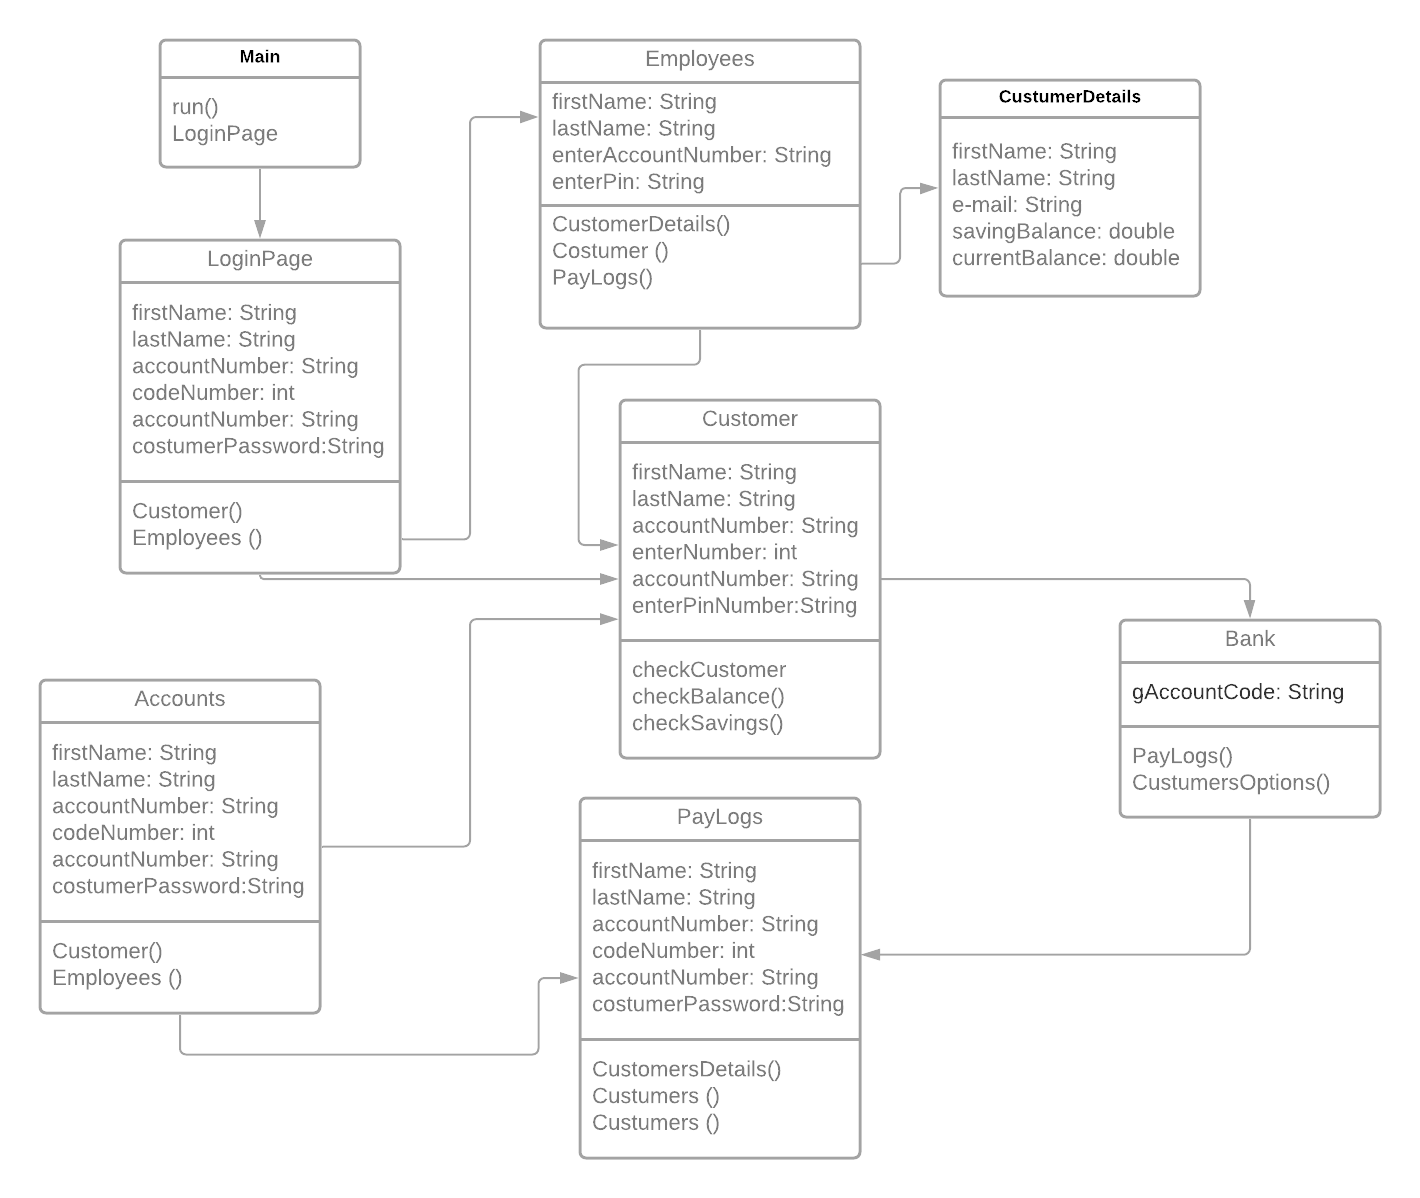 Main
run()
LoginPage
Employees
firstName: String
lastName: String
enterAccountNumber: String
enterPin: String
CustomerDetails()
Costumer ()
PayLogs()
CustumerDetails
firstName: String
lastName: String
e-mail: String
savingBalance: double
currentBalance: double
LoginPage
firstName: String
lastName: String
accountNumber: String
codeNumber: int
accountNumber: String
costumerPassword:String
Customer()
Employees ()
Customer
firstName: String
lastName: String
accountNumber: String
enterNumber: int
accountNumber: String
enterPinNumber:String
checkCustomer
checkBalance()
checkSavings()
Bank
gAccountCode: String
PayLogs()
CustumersOptions()
Accounts
firstName: String
lastName: String
accountNumber: String
codeNumber: int
accountNumber: String
costumerPassword:String
Customer()
Employees ()
PayLogs
firstName: String
lastName: String
accountNumber: String
codeNumber: int
accountNumber: String
costumerPassword:String
CustomersDetails()
Custumers ()
Custumers ()